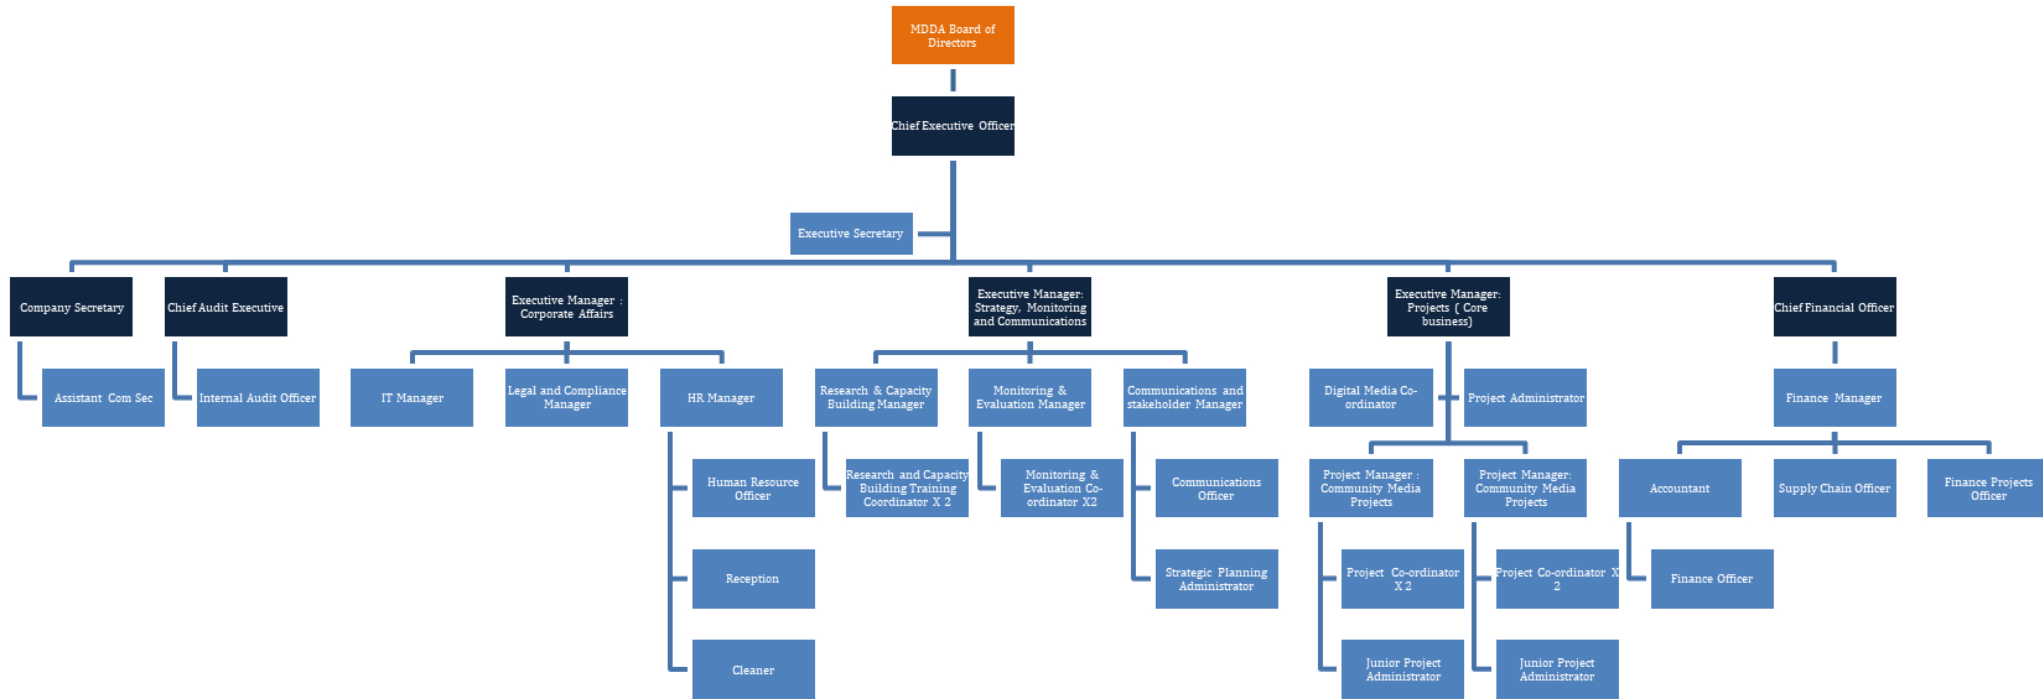 MDDA Board of
Directors
Chief Executive Officer
Executive Secretary
Company Secretary
Chief Audit Executive
Executive Manager :
Corporate Affairs
Executive Manager:
Strategy, Monitoring
and Communications
Executive Manager:
Projects ( Core
business)
Chief Financial Officer
Assistant Com Sec
Internal Audit Officer
IT Manager
Legal and Compliance
Manager
HR Manager
Research & Capacity
Building Manager
Monitoring &
Evaluation Manager
Communications and
stakeholder Manager
Digital Media Co-
ordinator
Project Administrator
Finance Manager
Human Resource
Officer
Research and Capacity
Building Training
Coordinator X 2
Monitoring &
Evaluation Co-
ordinator X2
Communications
Officer
Project Manager :
Community Media
Projects
Project Manager:
Community Media
Projects
Accountant
Supply Chain Officer
Finance Projects
Officer
Reception
Strategic Planning
Administrator
Project Co-ordinator
X 2
Project Co-ordinator X
2
Finance Officer
Cleaner
Junior Project
Administrator
Junior Project
Administrator